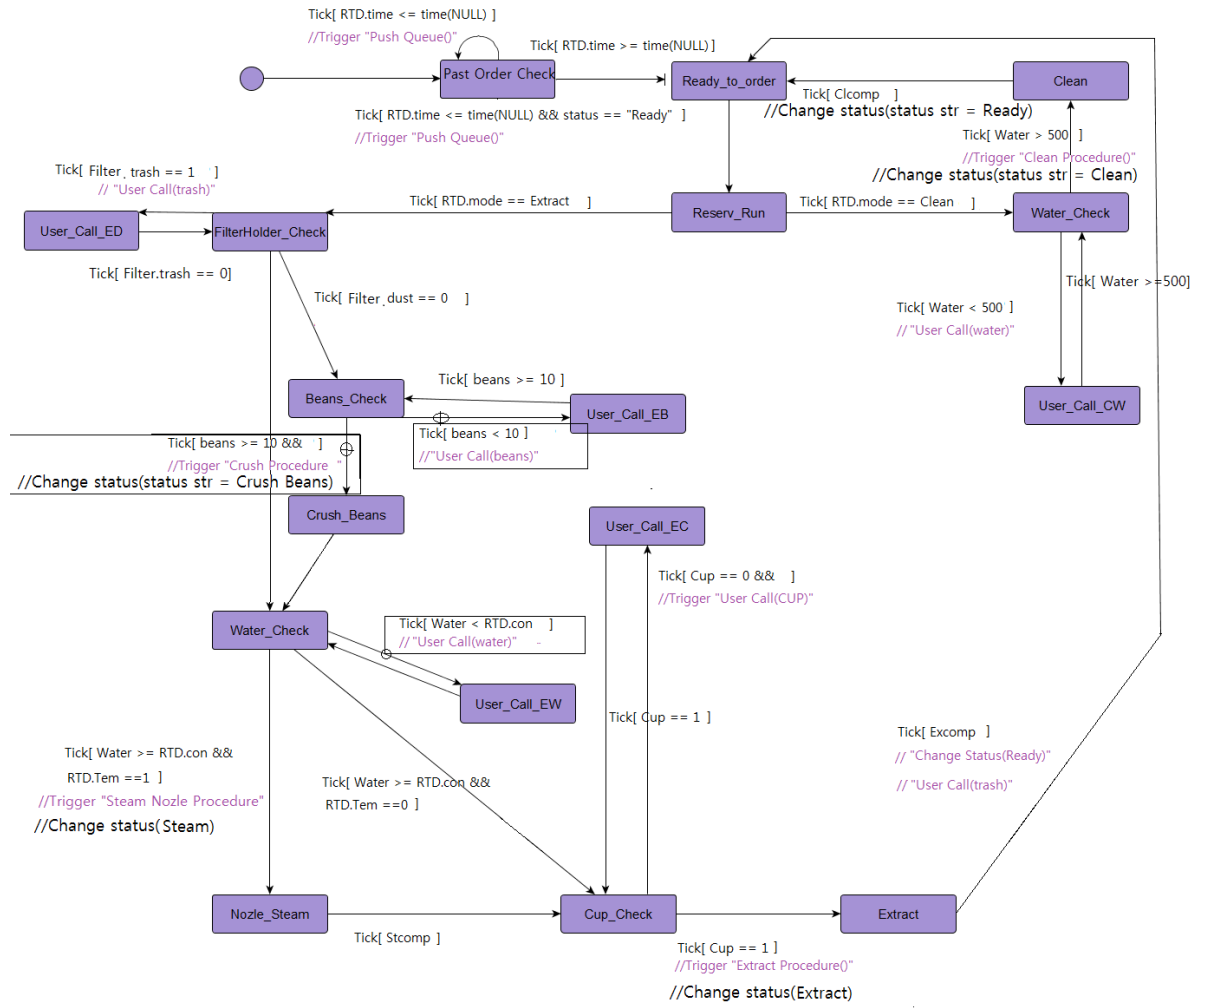 Tick[ RTD.time <= time(NULL) ]
//Trigger "Push Queue()"
Tick[ RTD.time >= time(NULL) ]
Past Order Check
Ready_to_order
Clean
Tick[ Clcomp ]
//Change status(status str = Ready)
Tick[ RTD.time <= time(NULL) && status == "Ready" ]
//Trigger "Push Queue()"
Tick[ Water > 500 ]
//Trigger "Clean Procedure()"
//Change status(status str = Clean)
Tick[ Filter. trash == 1 ]
// "User Call(trash)"
Tick[ RTD.mode == Extract ]
Tick[ RTD.mode == Clean ]
User_Call_ED
FilterHolder_Check
Reserv_Run
Water_Check
Tick[ Filter.trash == 0]
Tick[ Filter.dust == 0 ]
Tick[ Water >=500]
Tick[ Water < 500 ]
// "User Call(water)"
Tick[ beans >= 10 ]
Beans_Check
User_Call_EB
User_Call_CW
Tick[ beans < 10 ]
//"User Call(beans)"
Tick[ beans >= 10 && ]
//Trigger "Crush Procedure "
//Change status(status str = Crush Beans)
Crush_Beans
User_Call_EC
Tick[ Cup == 0 && ]
//Trigger "User Call(CUP)"
Water_Check
Tick[ Water < RTD.con ]
// "User Call(water)" -
User_Call_EW
Tick[ Cup == 1 ]
Tick[ Excomp ]
// "Change Status(Ready)"
// "User Call(trash)"
Tick[ Water >= RTD.con &&
RTD.Tem ==1 ]
//Trigger "Steam Nozle Procedure"
//Change status(Steam)
Tick[ Water >= RTD.con &&
RTD.Tem ==0 ]
Nozle_Steam
Cup_Check
Extract
Tick[ Stcomp ]
Tick[ Cup == 1 ]
//Trigger "Extract Procedure()"
//Change status(Extract)